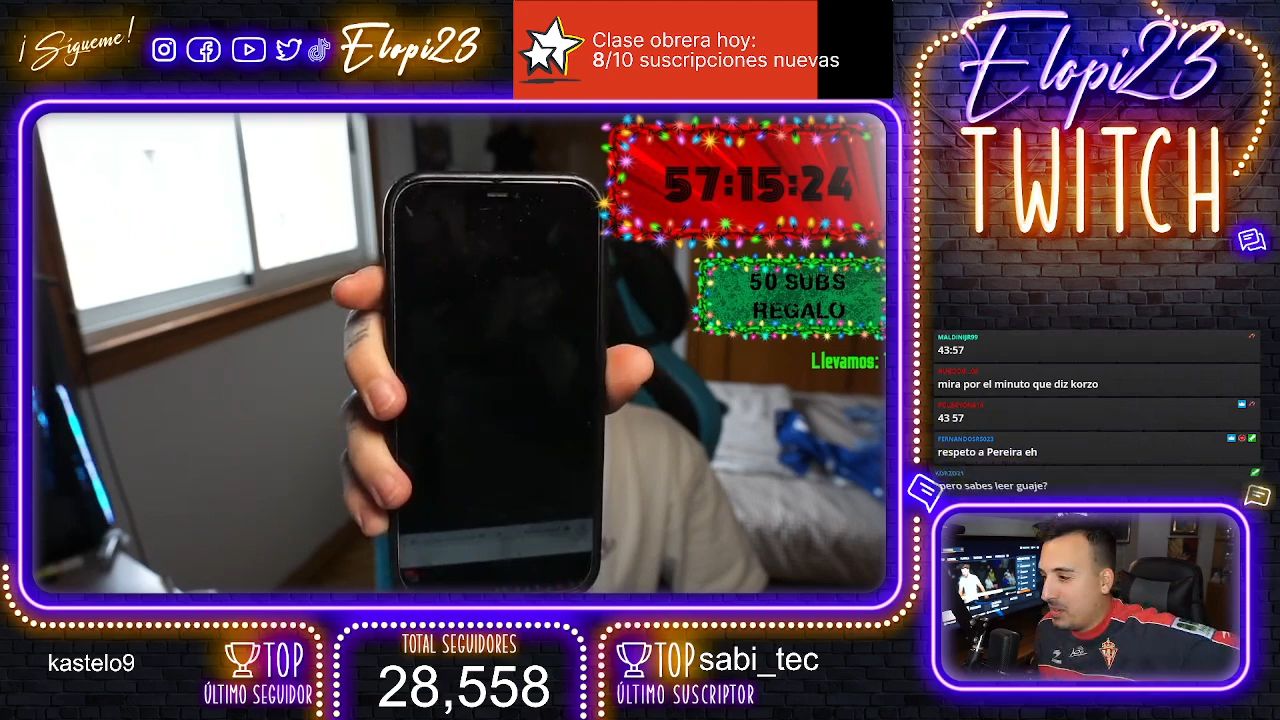 ¡Sígueme!
Elopi23
Clase obrera hoy:
8/10 suscripciones nuevas
Elopi23
TWITCH
57:15:24
50 SUBS
REGALO
Llevamos:
MALDINIJR99
43:57
mira por el minuto que diz korzo
43 57
FERNANDOSRG023
respeto a Pereira eh
pero sabes leer guaje?
kastelo9
TOP
ÚLTIMO SEGUIDOR
TOTAL SEGUIDORES
28,558
TOP
sabi_tec
ÚLTIMO SUSCRIPTOR